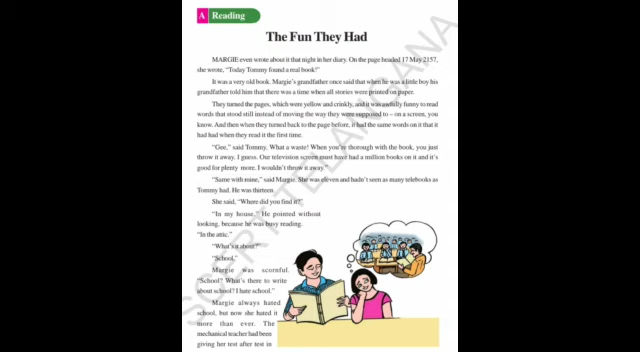 A Reading
The Fun They Had
MARGIE even wrote about it that night in her diary. On the page headed 17 May 2157,
she wrote, "Today Tommy found a real book!"
It was a very old book. Margie's grandfather once said that when he was a little boy his
grandfather told him that there was a time when all stories were printed on paper.
They turned the pages, which were yellow and crinkly, and it was awfully funny to read
words that stood still instead of moving the way they were supposed to – on a screen, you
know. And then when they turned back to the page before, it had the same words on it that it
had had when they read it the first time.
"Gee," said Tommy, What a waste! When you're thorough with the book, you just
throw it away, I guess. Our television screen must have had a million books on it and it's
good for plenty more. I wouldn't throw it away."
"Same with mine," said Margie. She was eleven and hadn't seen as many telebooks as
Tommy had. He was thirteen.
She said, "Where did you find it?"
"In my house." He pointed without
looking, because he was busy reading.
"In the attic."
"What's it about?"
"School."
Margie was scornful.
"School? What's there to write
about school? I hate school."
Margie always hated
school, but now she hated it
more than ever. The
mechanical teacher had been
giving her test after test in
SCERT TELANGANA